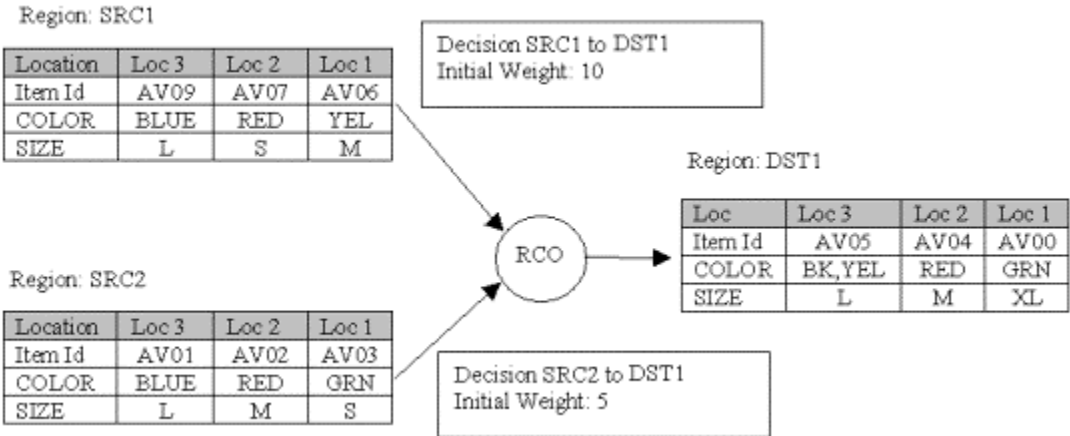 Region: SRC1
Location Loc 3 Loc 2 Loc 1
Item Id AV09 AV07 AV06
COLOR BLUE RED YEL
SIZE L S M
Decision SRC1 to DST1
Initial Weight: 10
RCO
Region: DST1
Loc Loc 3 Loc 2 Loc 1
Item Id AV05 AV04 AV00
COLOR BK,YEL RED GRN
SIZE L M XL
Region: SRC2
Location Loc 3 Loc 2 Loc 1
Item Id AV01 AV02 AV03
COLOR BLUE RED GRN
SIZE L M S
Decision SRC2 to DST1
Initial Weight: 5